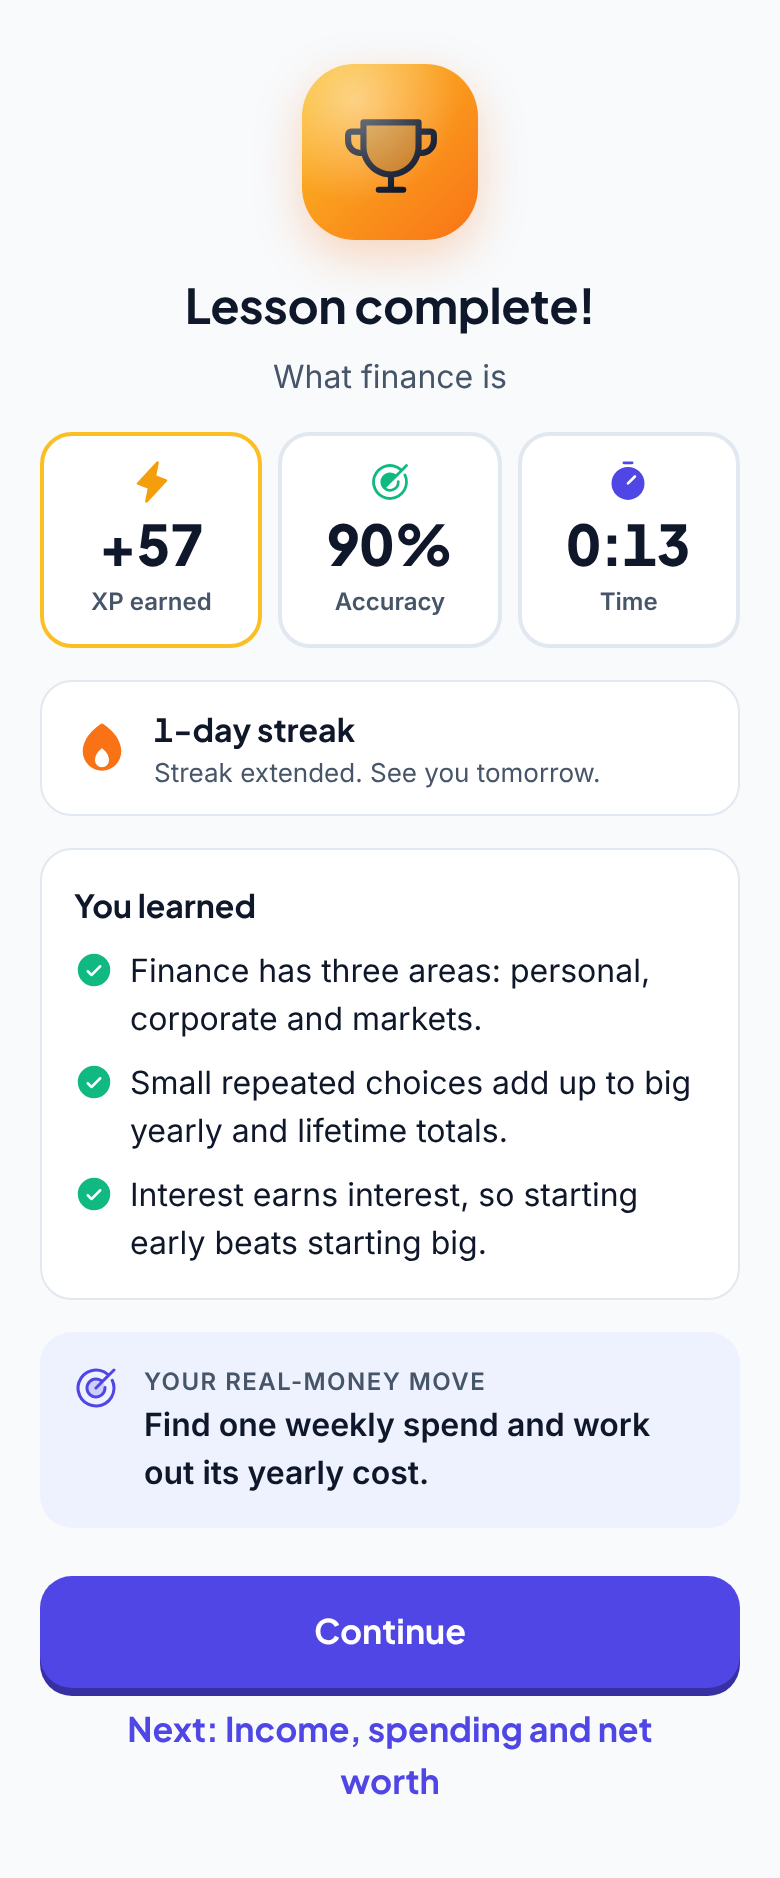 Lesson complete!
What finance is
+57
XP earned
90%
Accuracy
0:13
Time
1-day streak
Streak extended. See you tomorrow.
You learned
Finance has three areas: personal,
corporate and markets.
Small repeated choices add up to big
yearly and lifetime totals.
Interest earns interest, so starting
early beats starting big.
YOUR REAL-MONEY MOVE
Find one weekly spend and work
out its yearly cost.
Continue
Next: Income, spending and net
worth